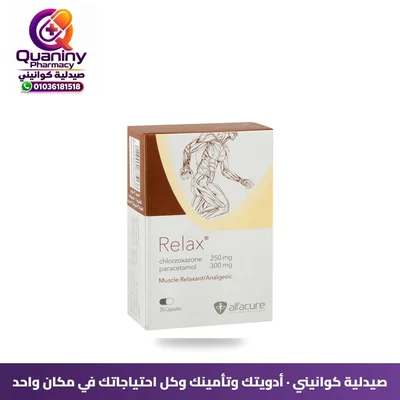 Quaniny
Pharmacy
صيدلية كوانيني
01036181518
Relax®
chlorzoxazone 250 mg
paracetamol 300 mg
Muscle Relaxant/Analgesic
30 Capsules
alfacure
صيدلية كوانيني - أدويتك وتأمينك وكل احتياجاتك في مكان واحد